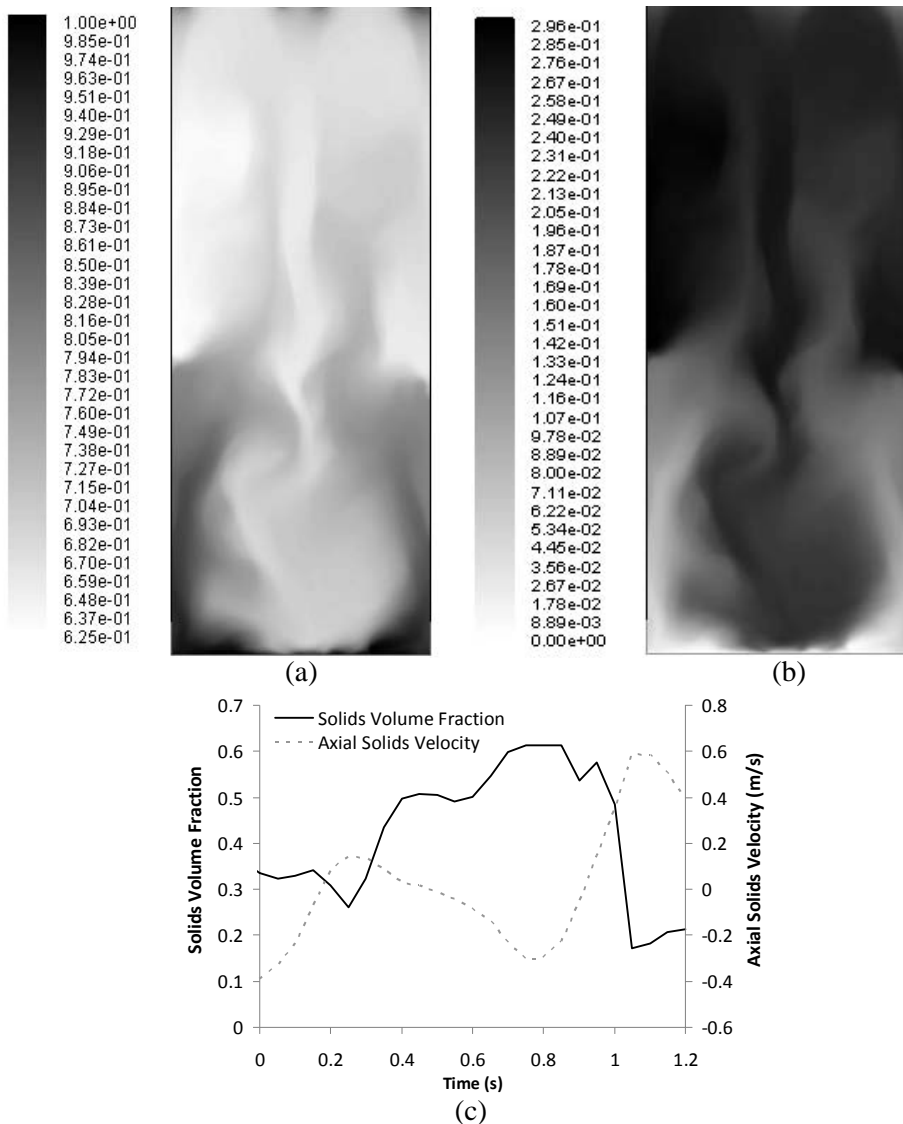 1.00e+00
9.85e-01
9.74e-01
9.63e-01
9.51e-01
9.40e-01
9.29e-01
9.18e-01
9.06e-01
8.95e-01
8.84e-01
8.73e-01
8.61e-01
8.50e-01
8.39e-01
8.28e-01
8.16e-01
8.05e-01
7.94e-01
7.83e-01
7.72e-01
7.60e-01
7.49e-01
7.38e-01
7.27e-01
7.15e-01
7.04e-01
6.93e-01
6.82e-01
6.70e-01
6.59e-01
6.48e-01
6.37e-01
6.25e-01
(a)
2.96e-01
2.85e-01
2.76e-01
2.67e-01
2.58e-01
2.49e-01
2.40e-01
2.31e-01
2.22e-01
2.13e-01
2.05e-01
1.96e-01
1.87e-01
1.78e-01
1.69e-01
1.60e-01
1.51e-01
1.42e-01
1.33e-01
1.24e-01
1.16e-01
1.07e-01
9.78e-02
8.89e-02
8.00e-02
7.11e-02
6.22e-02
5.34e-02
4.45e-02
3.56e-02
2.67e-02
1.78e-02
8.89e-03
0.00e+00
(b)
Solids Volume Fraction
Axial Solids Velocity
Solids Volume Fraction
0.7
0.6
0.5
0.4
0.3
0.2
0.1
0
0.8
0.6
0.4
0.2
0
-0.2
-0.4
-0.6
Axial Solids Velocity (m/s)
0 0.2 0.4 0.6 0.8 1 1.2
Time (s)
(c)